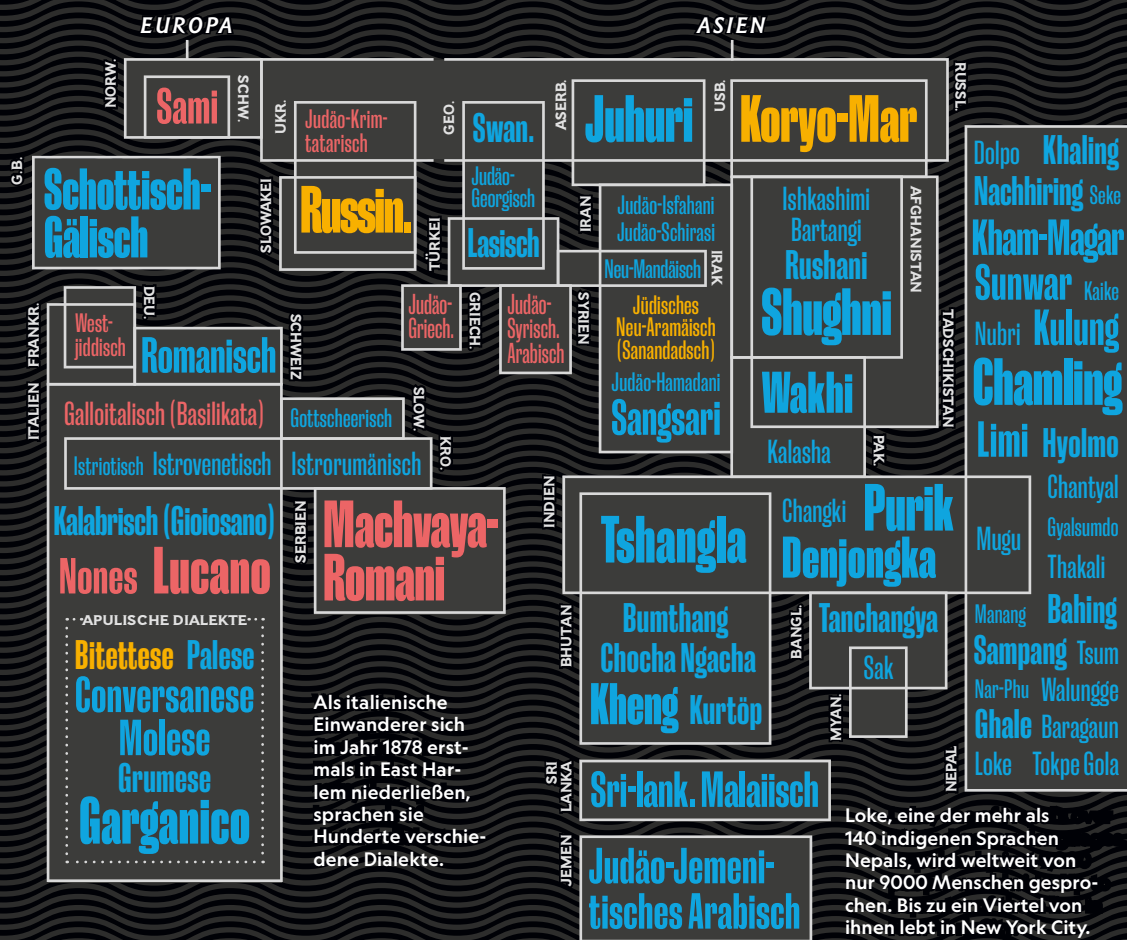 EUROPA
ASIEN
NORW.
Sami
SCHW.
UKR.
Judäo-Krim-
tatarisch
GEO.
Swan.
ASERB.
Juhuri
USB.
Koryo-Mar
RUSSL.
G.B.
Schottisch-
Gälisch
SLOWAKEI
Russin.
Judäo-
Georgisch
TÜRKEI
Lasisch
IRAN
Judäo-Isfahani
Judäo-Schirasi
Neu-Mandäisch
IRAK
Ishkashimi
Bartangi
Rushani
Shughni
AFGHANISTAN
Wakhi
TADSCHIKISTAN
Kalasha
PAK.
Judäo-
Griech.
GRIECH.
Judäo-
Syrisch.
Arabisch
SYRIEN
Jüdisches
Neu-Aramäisch
(Sanandadsch)
Judäo-Hamadani
Sangsari
FRANKR.
West-
jiddisch
DEU.
Romanisch
SCHWEIZ
ITALIEN
Galloitalisch (Basilikata)
Gottscheerisch
SLOW.
Istriotisch Istrovenetisch
Istrorumänisch
KRO.
Kalabrisch (Gioiosano)
Nones Lucano
SERBIEN
Machvaya-
Romani
APULISCHE DIALEKTE
Bitettese Palese
Conversanese
Molese
Grumese
Garganico
Als italienische
Einwanderer sich
im Jahr 1878 erst-
mals in East Har-
lem niederließen,
sprachen sie
Hunderte verschie-
dene Dialekte.
INDIEN
Tshangla
Changki Purik
Denjongka
Mugu
BHUTAN
Bumthang
Chocha Ngacha
Kheng Kurtöp
BANGL.
Tanchangya
Sak
MYAN.
SRI
LANKA
Sri-lank. Malaiisch
JEMEN
Judäo-Jemeni-
tisches Arabisch
Dolpo Khaling
Nachhiring Seke
Kham-Magar
Sunwar Kaike
Nubri Kulung
Chamling
Limi Hyolmo
Chantyal
Gyalsumdo
Thakali
Manang Bahing
Sampang Tsum
Nar-Phu Walungge
Ghale Baragaun
Loke Tokpe Gola
NEPAL
Loke, eine der mehr als
140 indigenen Sprachen
Nepals, wird weltweit von
nur 9000 Menschen gespro-
chen. Bis zu ein Viertel von
ihnen lebt in New York City.